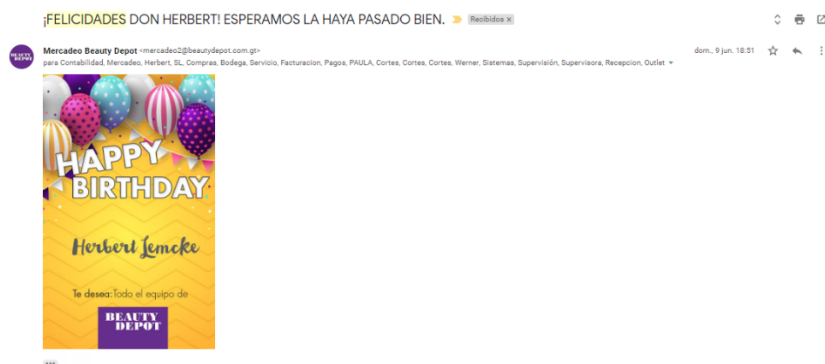 ¡FELICIDADES DON HERBERT! ESPERAMOS LA HAYA PASADO BIEN. Recibidos ×
Mercadeo Beauty Depot <mercadeo2@beautydepot.com.gt> dom., 9 jun. 18:51
para Contabilidad, Mercadeo, Herbert, SL, Compras, Bodega, Servicio, Facturacion, Pagos, PAULA, Cortes, Cortes, Cortes, Werner, Sistemas, Supervisión, Supervisora, Recepcion, Outlet
BEAUTY
DEPOT
HAPPY
BIRTHDAY
Herbert Lemcke
Te desea:Todo el equipo de
BEAUTY
DEPOT